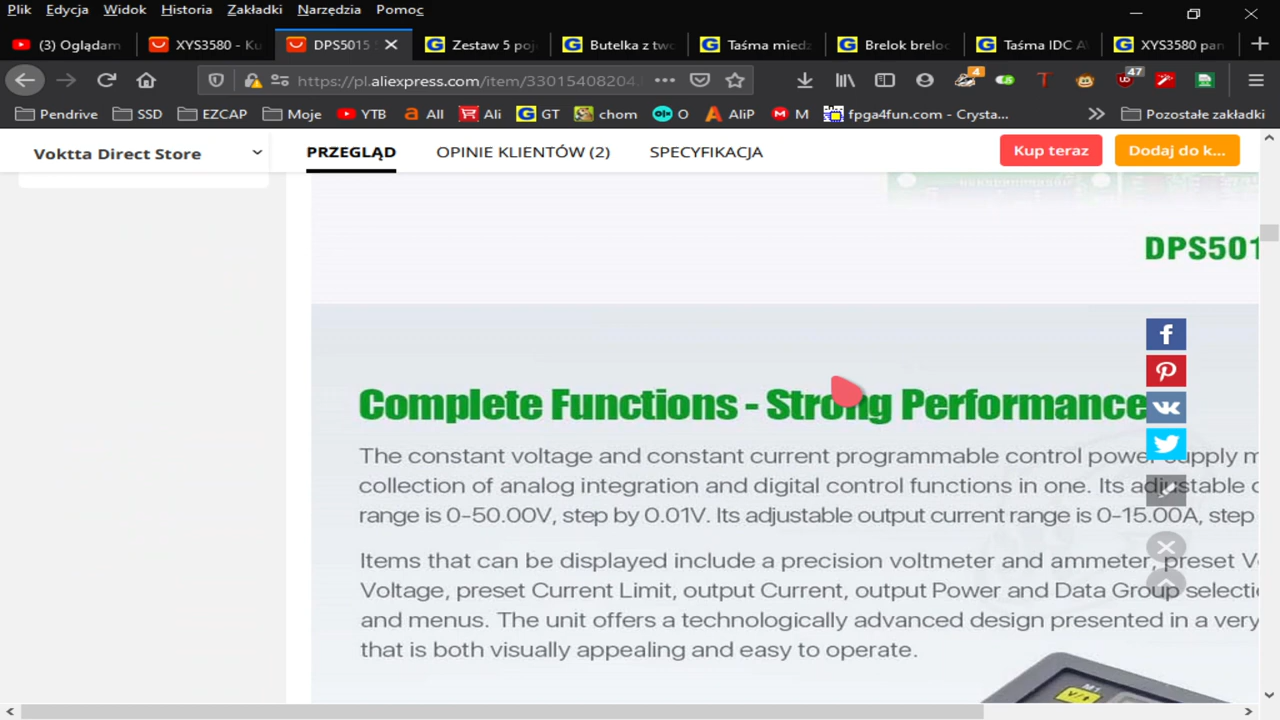 Plik Edycja Widok Historia Zakładki Narzędzia Pomoc
(3) Oglądam XYS3580 - Ku DPS5015 Zestaw 5 poj Butelka z two Taśma miedz Brelok breloc Taśma IDC A XYS3580 pan
https://pl.aliexpress.com/item/33015408204. 4 47
Pendrive SSD EZCAP Moje YTB All Ali GT chom O AliP M fpga4fun.com - Crysta... Pozostałe zakładki
Voktta Direct Store PRZEGLĄD OPINIE KLIENTÓW (2) SPECYFIKACJA Kup teraz Dodaj do k...
DPS501
Complete Functions - Strong Performance
The constant voltage and constant current programmable control power supply m
collection of analog integration and digital control functions in one. Its adjustable o
range is 0-50.00V, step by 0.01V. Its adjustable output current range is 0-15.00A, step
Items that can be displayed include a precision voltmeter and ammeter, preset V
Voltage, preset Current Limit, output Current, output Power and Data Group selecti
and menus. The unit offers a technologically advanced design presented in a very
that is both visually appealing and easy to operate.
M1
V/↑